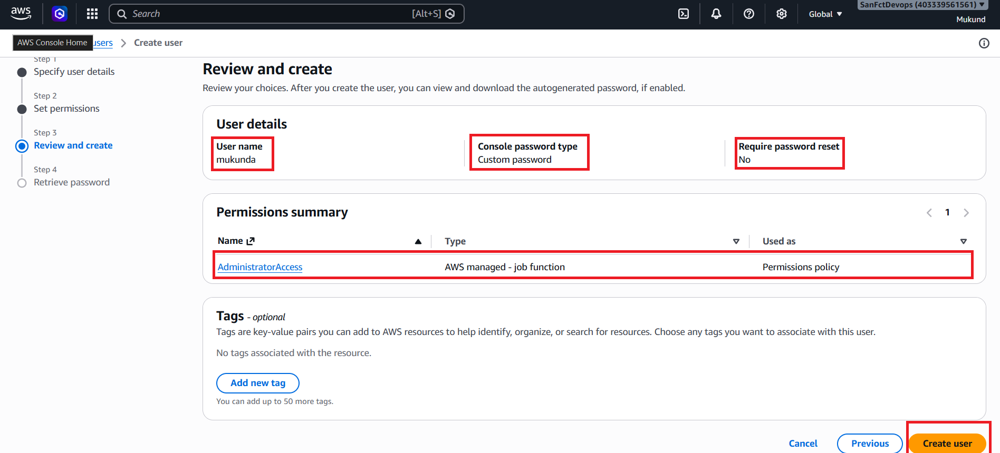 aws
Search [Alt+S]
Global
SanFctDevops (403339561561)
Mukund
AWS Console Home
users > Create user
Step 1
Specify user details
Step 2
Set permissions
Step 3
Review and create
Step 4
Retrieve password
Review and create
Review your choices. After you create the user, you can view and download the autogenerated password, if enabled.
User details
User name
mukunda
Console password type
Custom password
Require password reset
No
Permissions summary
1
Name Type Used as
AdministratorAccess AWS managed - job function Permissions policy
Tags - optional
Tags are key-value pairs you can add to AWS resources to help identify, organize, or search for resources. Choose any tags you want to associate with this user.
No tags associated with the resource.
Add new tag
You can add up to 50 more tags.
Cancel Previous Create user